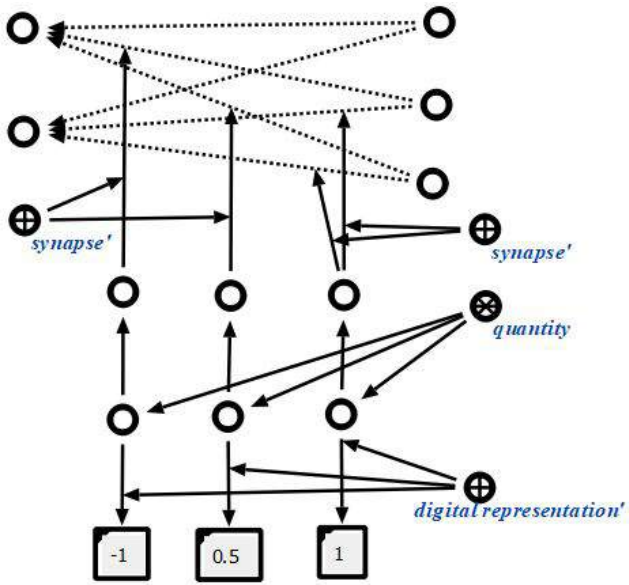 synapse'
synapse'
quantity
digital representation'
-1
0.5
1